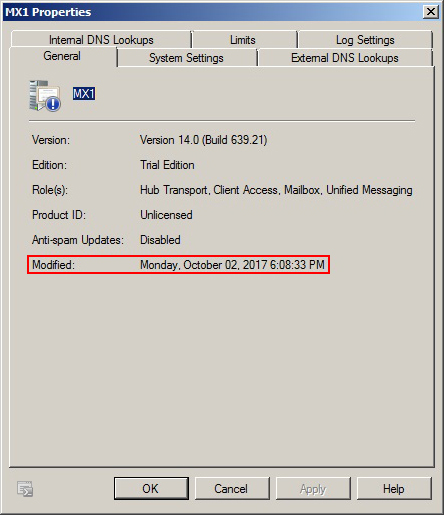 MX1 Properties
Internal DNS Lookups Limits Log Settings
General System Settings External DNS Lookups
MX1
Version: Version 14.0 (Build 639.21)
Edition: Trial Edition
Role(s): Hub Transport, Client Access, Mailbox, Unified Messaging
Product ID: Unlicensed
Anti-spam Updates: Disabled
Modified: Monday, October 02, 2017 6:08:33 PM
OK Cancel Apply Help